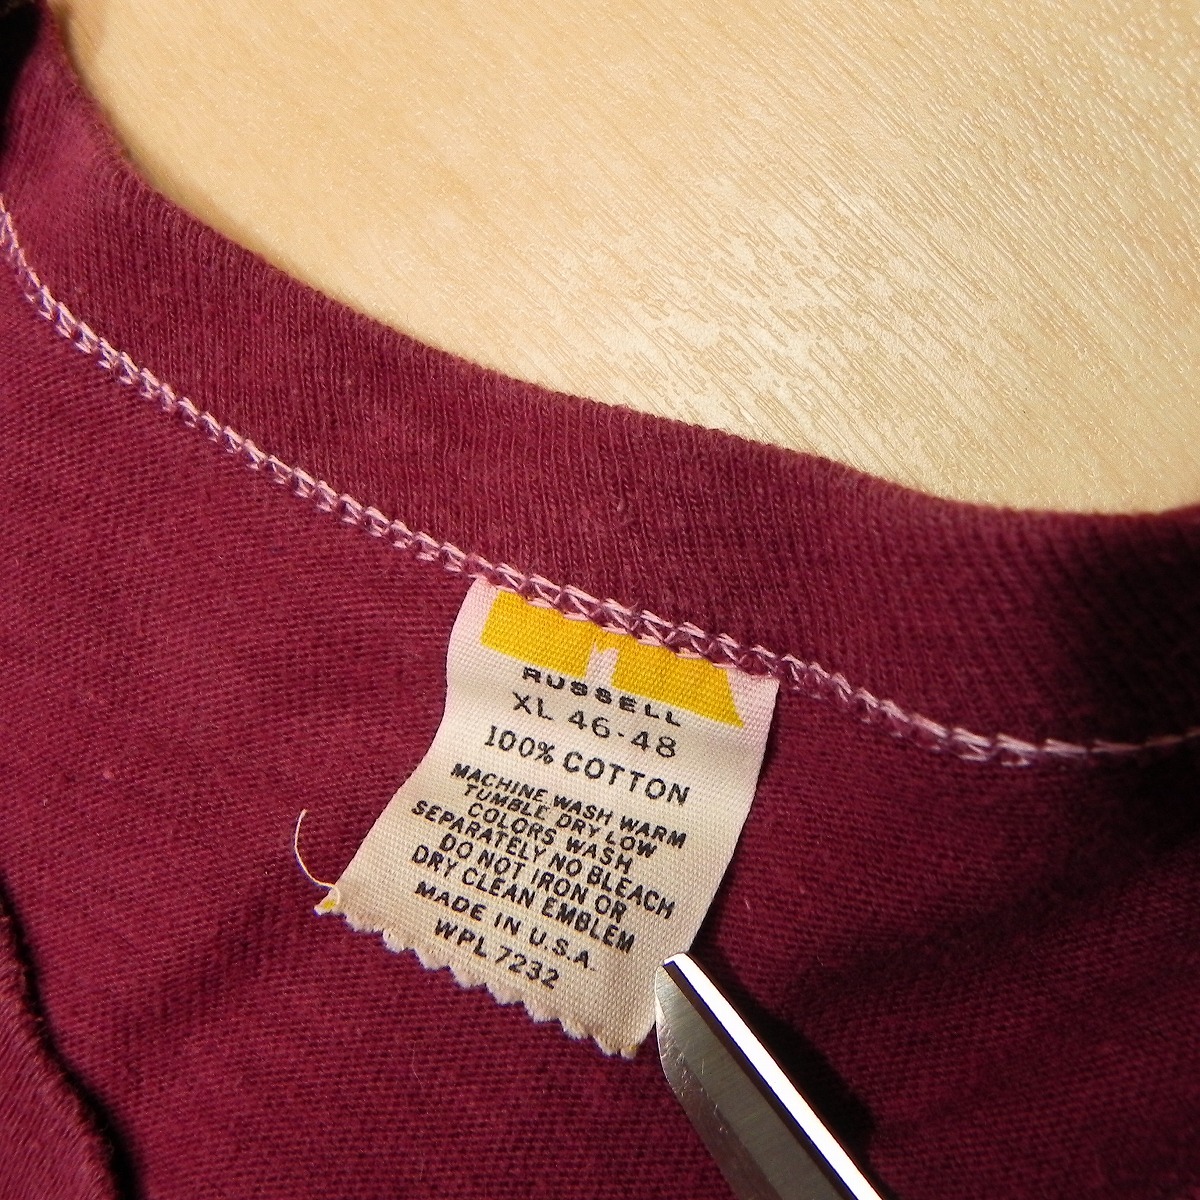 RUSSELL
XL 46-48
100% COTTON
MACHINE WASH WARM
TUMBLE DRY LOW
COLORS WASH
SEPARATELY NO BLEACH
DO NOT IRON OR
DRY CLEAN EMBLEM
MADE IN U.S.A.
WPL 7232